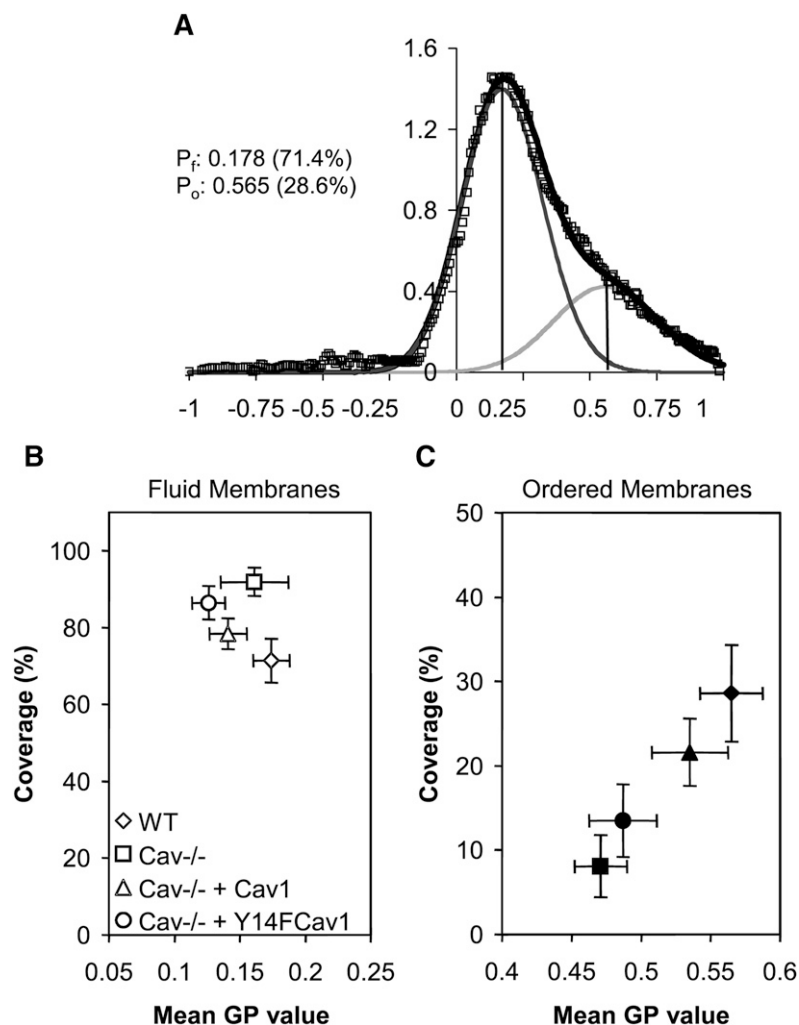 A
1.6
1.2
0.8
0.4
0
P_f: 0.178 (71.4%)
P_o: 0.565 (28.6%)
-1 -0.75 -0.5 -0.25 0 0.25 0.5 0.75 1
B
Fluid Membranes
Coverage (%)
100
80
60
40
20
0
WT
Cav-/-
Cav-/- + Cav1
Cav-/- + Y14FCav1
0.05 0.1 0.15 0.2 0.25
Mean GP value
C
Ordered Membranes
Coverage (%)
50
40
30
20
10
0
0.4 0.45 0.5 0.55 0.6
Mean GP value